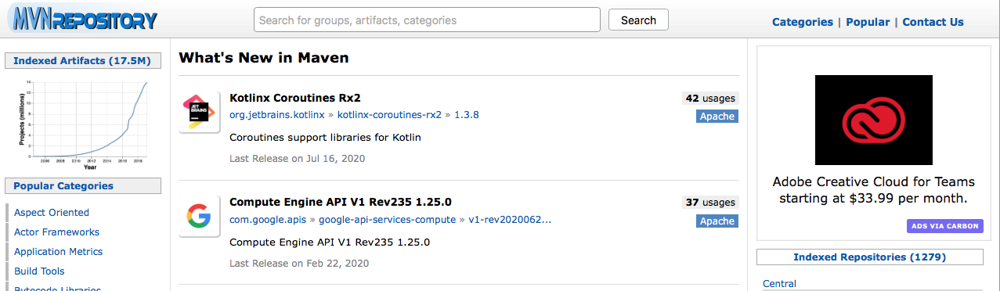 MVNREPOSITORY
Search for groups, artifacts, categories
Search
Categories | Popular | Contact Us
Indexed Artifacts (17.5M)
Projects (millions)
14
12
10
8
6
4
2
0
2006 2008 2010 2012 2014 2016 2018
Year
Popular Categories
Aspect Oriented
Actor Frameworks
Application Metrics
Build Tools
Bytecode Libraries
What's New in Maven
JET
BRAINS
Kotlinx Coroutines Rx2
42 usages
org.jetbrains.kotlinx » kotlinx-coroutines-rx2 » 1.3.8
Apache
Coroutines support libraries for Kotlin
Last Release on Jul 16, 2020
G
Compute Engine API V1 Rev235 1.25.0
37 usages
com.google.apis » google-api-services-compute » v1-rev2020062...
Apache
Compute Engine API V1 Rev235 1.25.0
Last Release on Feb 22, 2020
Adobe Creative Cloud for Teams
starting at $33.99 per month.
ADS VIA CARBON
Indexed Repositories (1279)
Central